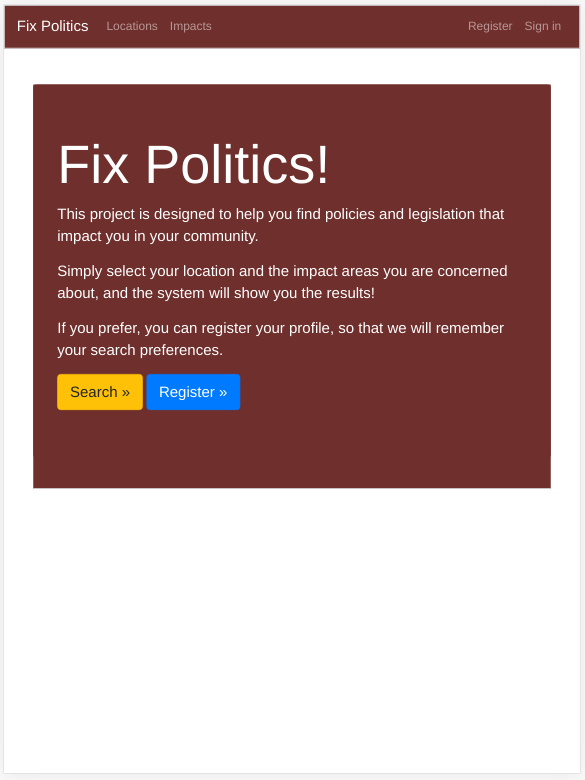 Fix Politics Locations Impacts Register Sign in
Fix Politics!
This project is designed to help you find policies and legislation that
impact you in your community.
Simply select your location and the impact areas you are concerned
about, and the system will show you the results!
If you prefer, you can register your profile, so that we will remember
your search preferences.
Search » Register »